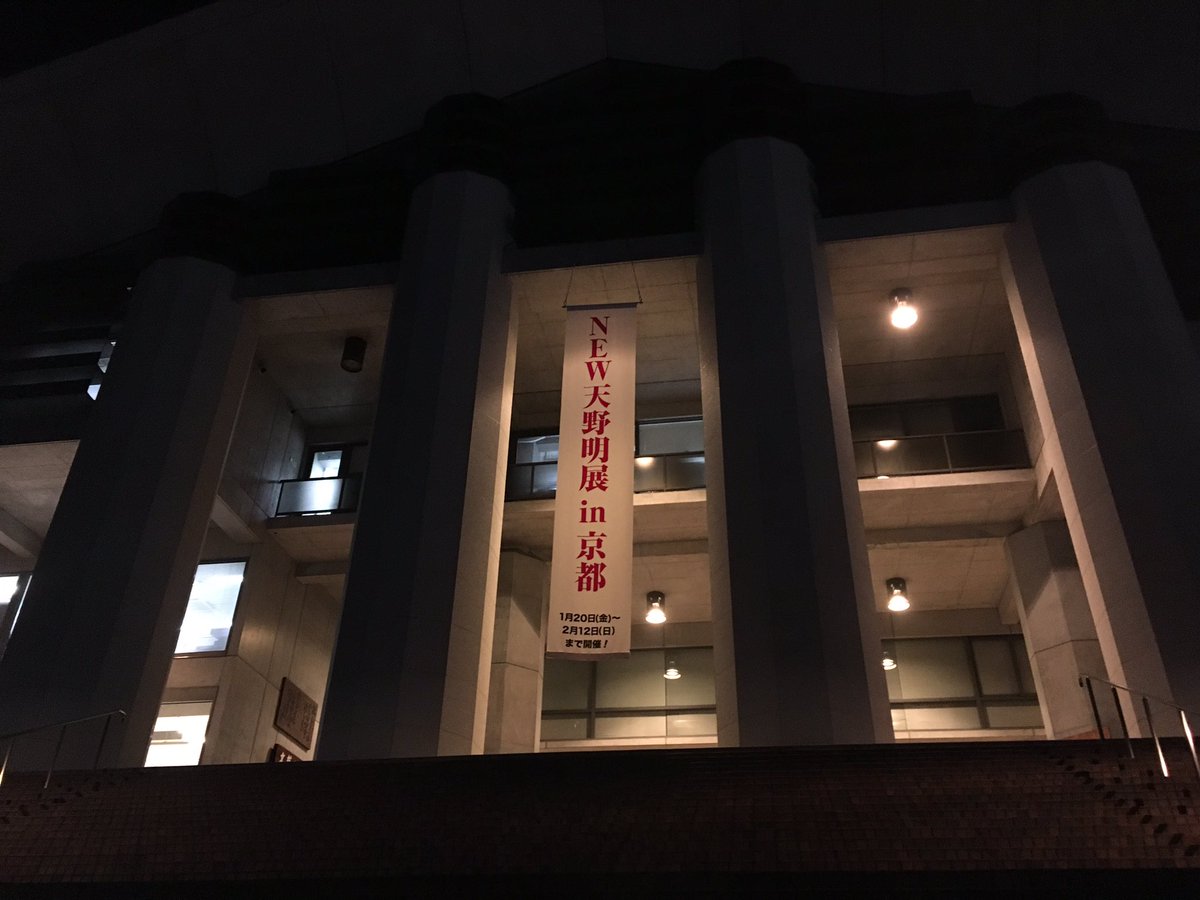 NEW天野明展 in 京都
1月20日(金)～
2月12日(日)
まで開催！